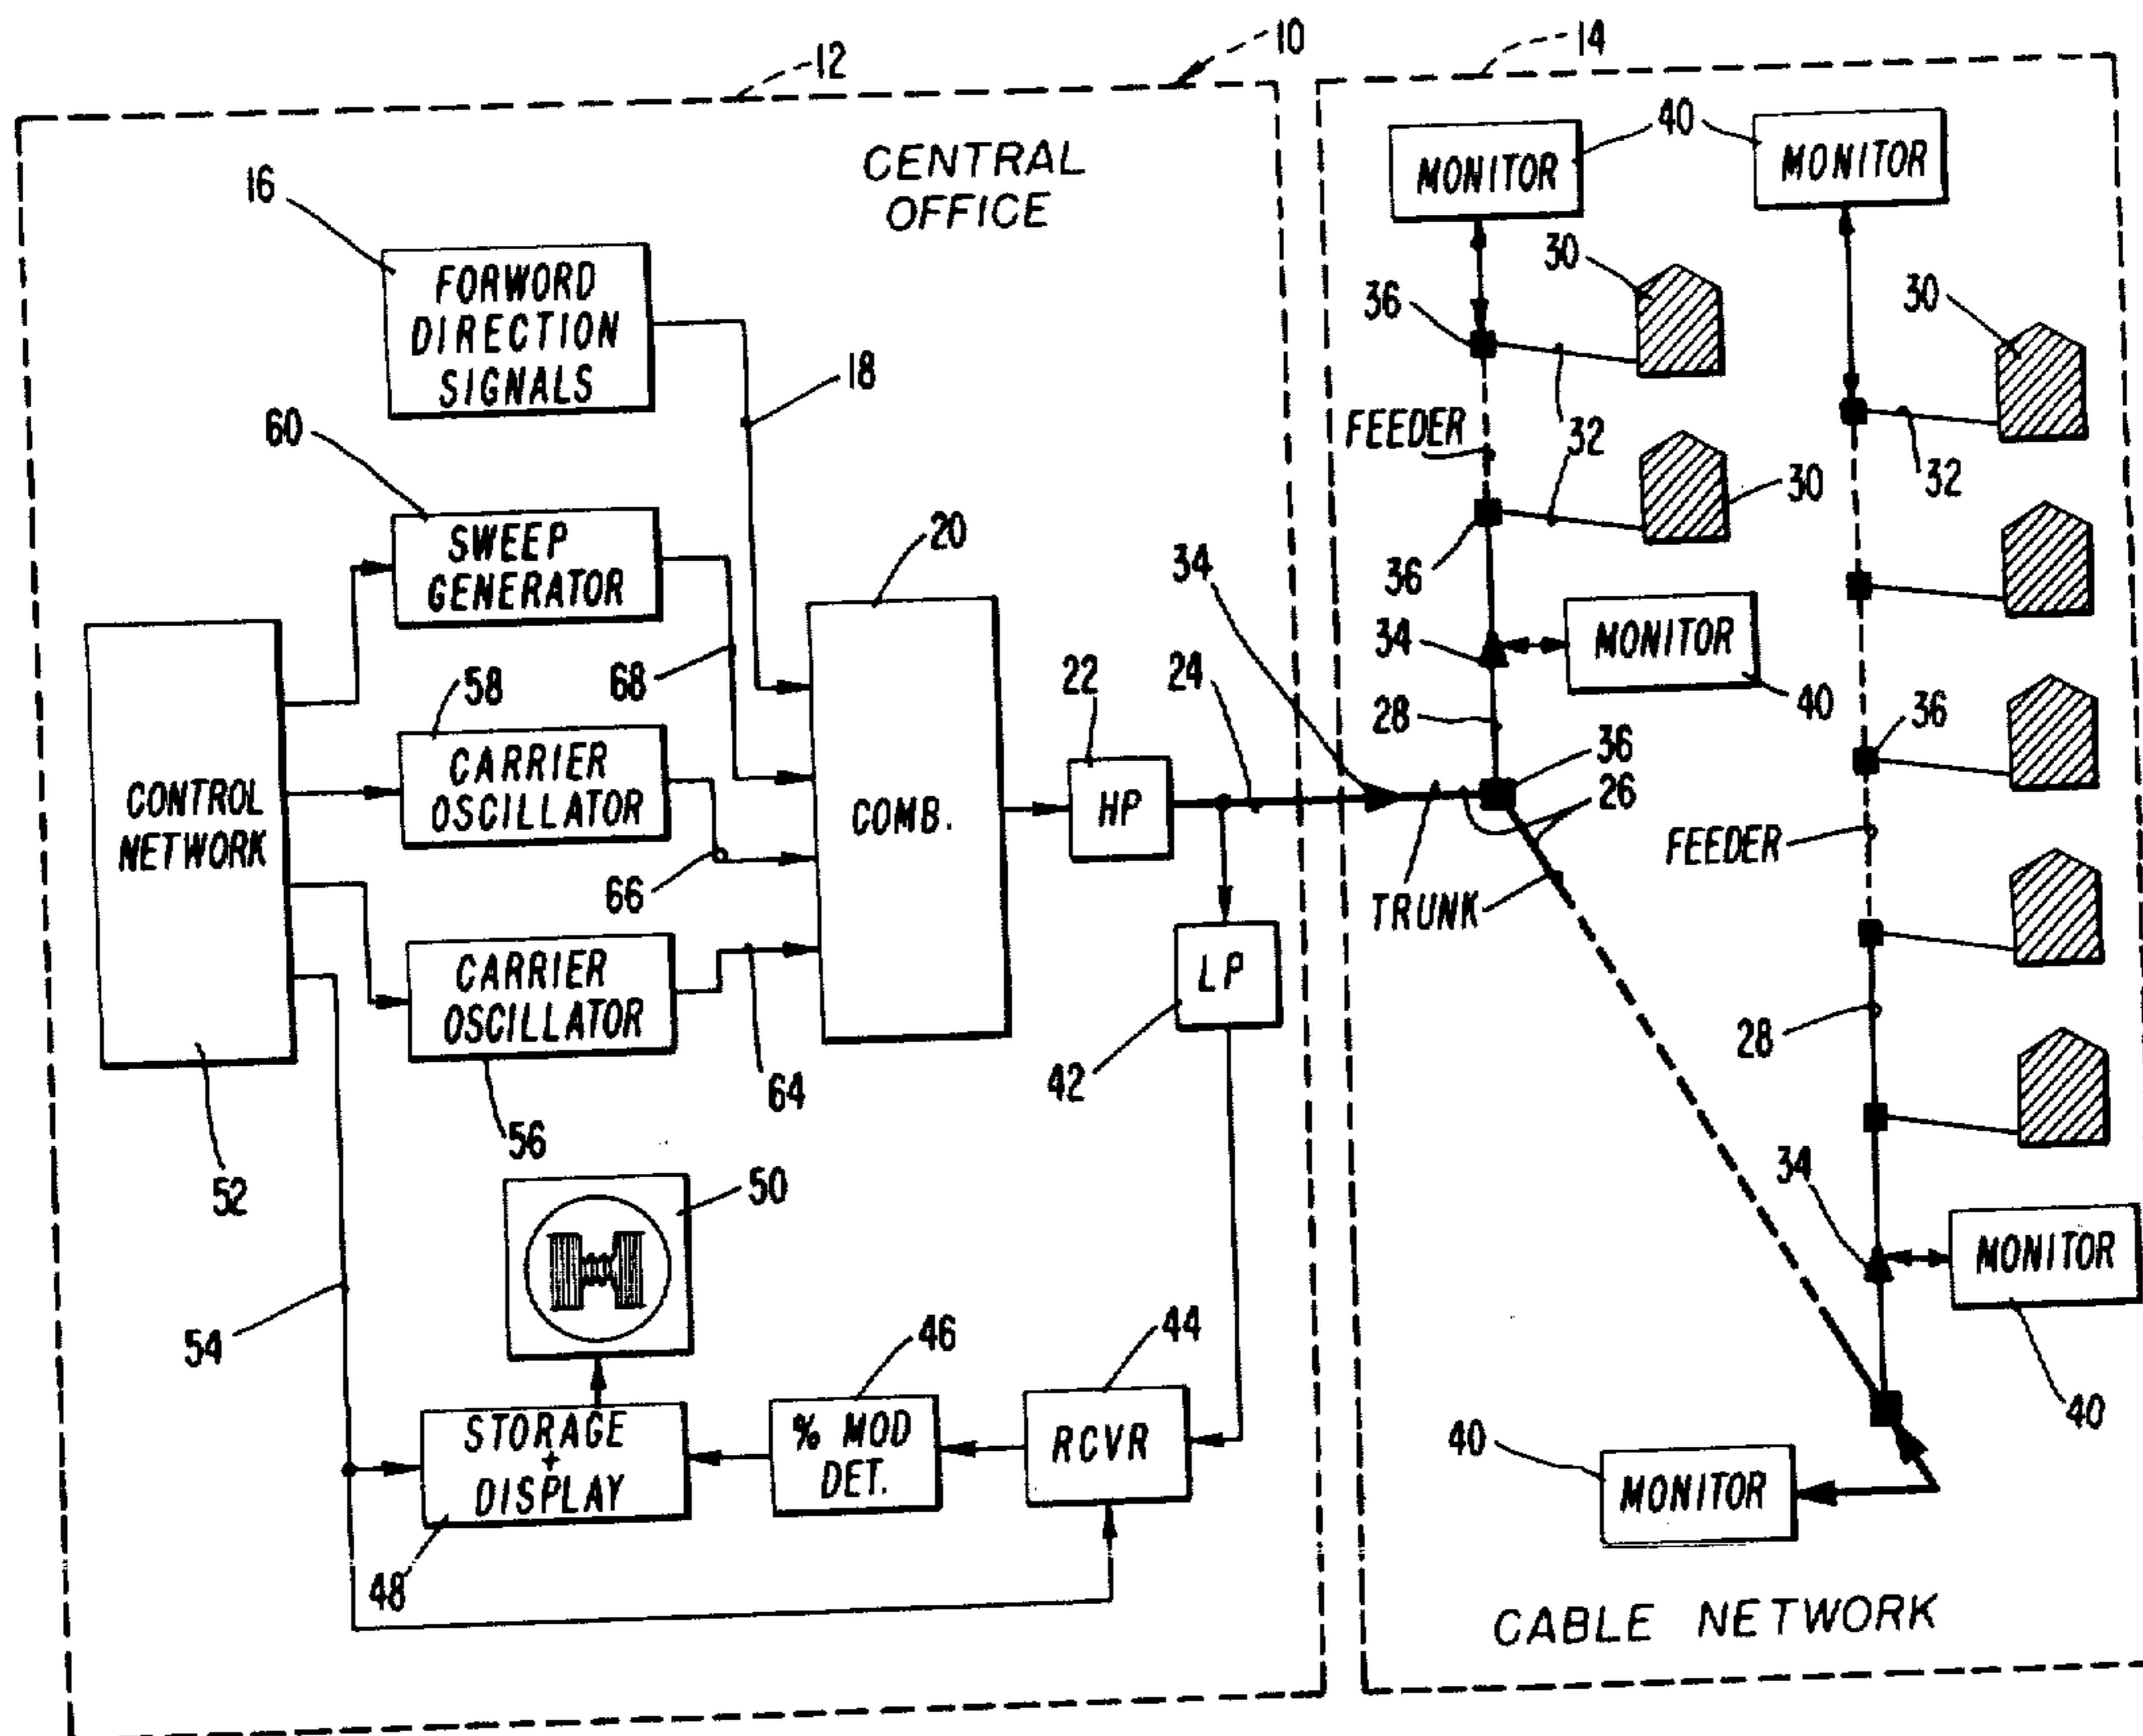 12
10
14
CENTRAL
OFFICE
16
FORWORD
DIRECTION
SIGNALS
18
60
SWEEP
GENERATOR
68
20
58
CARRIER
OSCILLATOR
66
CONTROL
NETWORK
52
COMB.
22
HP
24
34
CARRIER
OSCILLATOR
56
64
LP
42
50
54
46
44
STORAGE
+
DISPLAY
48
% MOD
DET.
RCVR
MONITOR
40
MONITOR
30
36
30
FEEDER
32
32
30
36
34
MONITOR
40
28
36
26
36
TRUNK
FEEDER
28
34
MONITOR
40
40
MONITOR
CABLE NETWORK